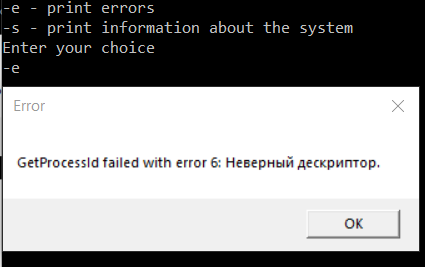 -e - print errors
-s - print information about the system
Enter your choice
-e
Error
GetProcessId failed with error 6: Неверный дескриптор.
OK